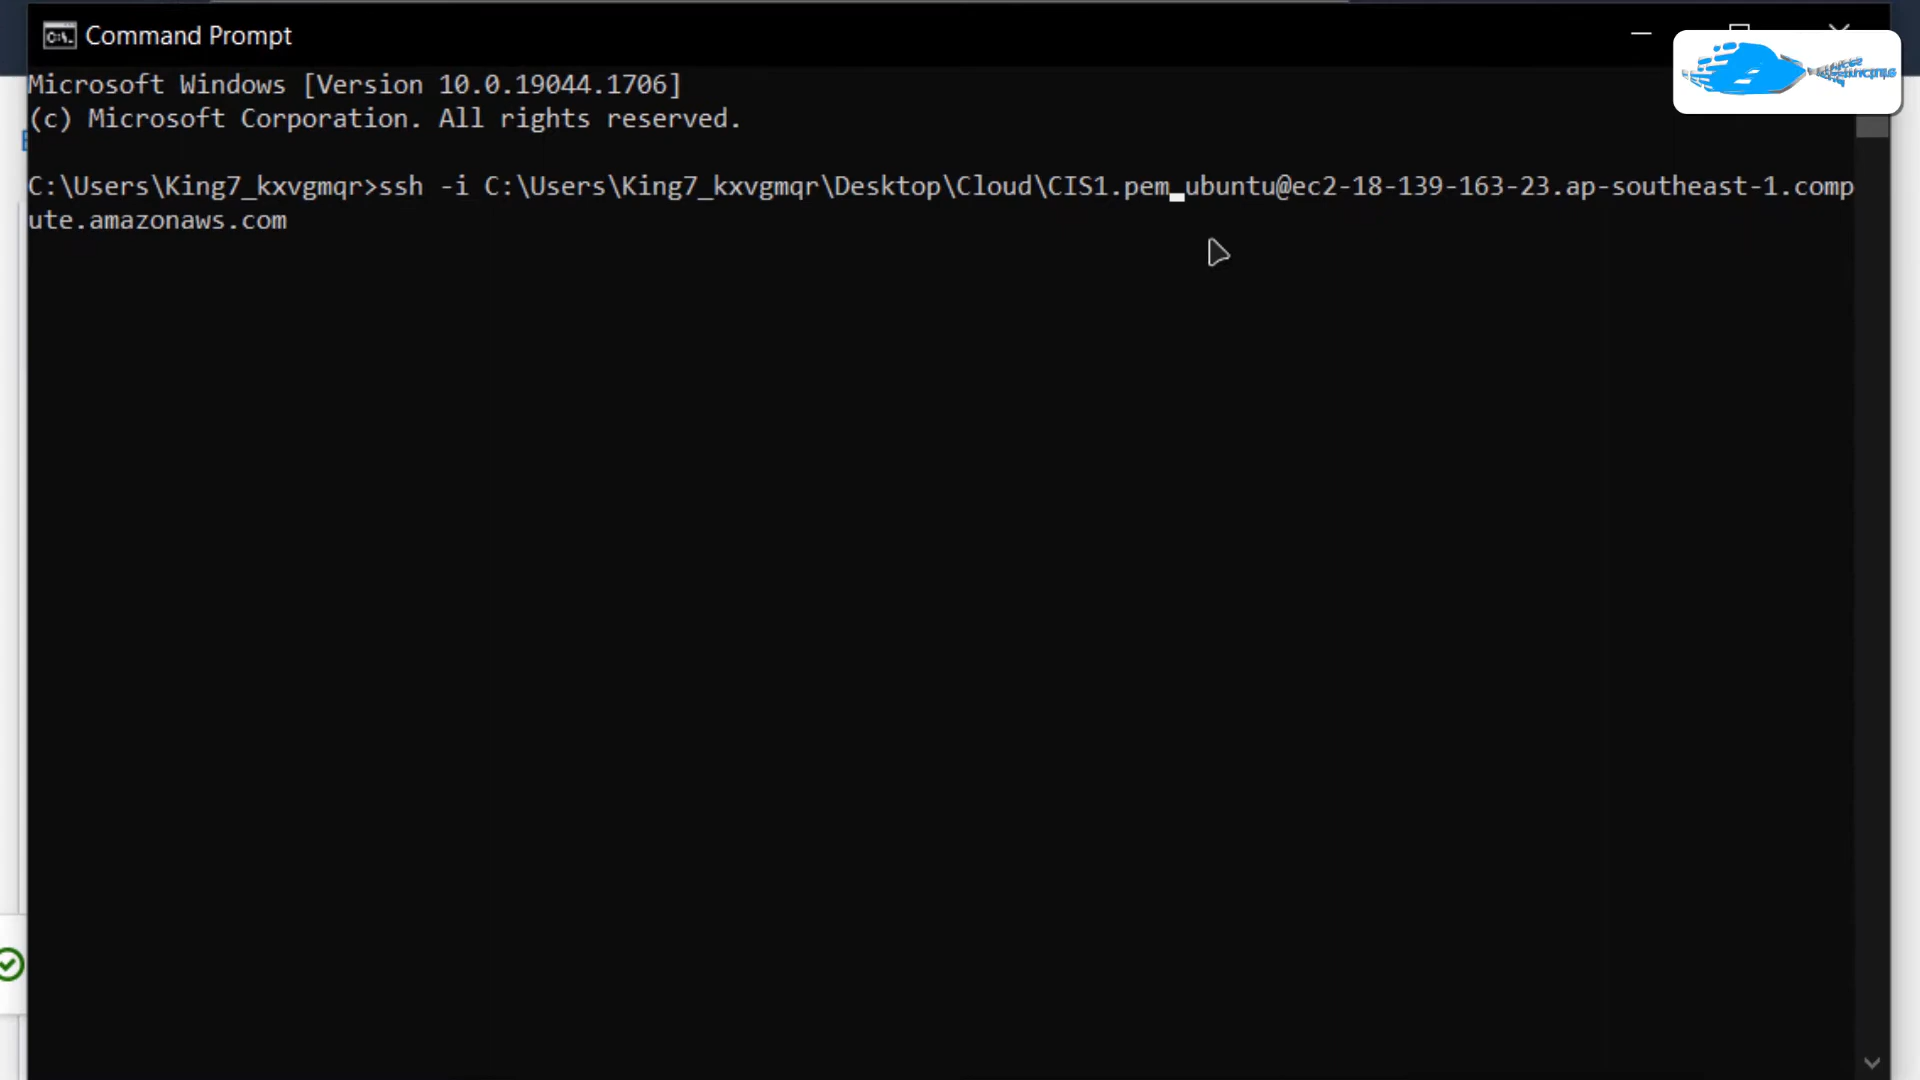 Command Prompt
Microsoft Windows [Version 10.0.19044.1706]
(c) Microsoft Corporation. All rights reserved.
C:\Users\King7_kxvgmqr>ssh -i C:\Users\King7_kxvgmqr\Desktop\Cloud\CIS1.pem ubuntu@ec2-18-139-163-23.ap-southeast-1.comp
ute.amazonaws.com